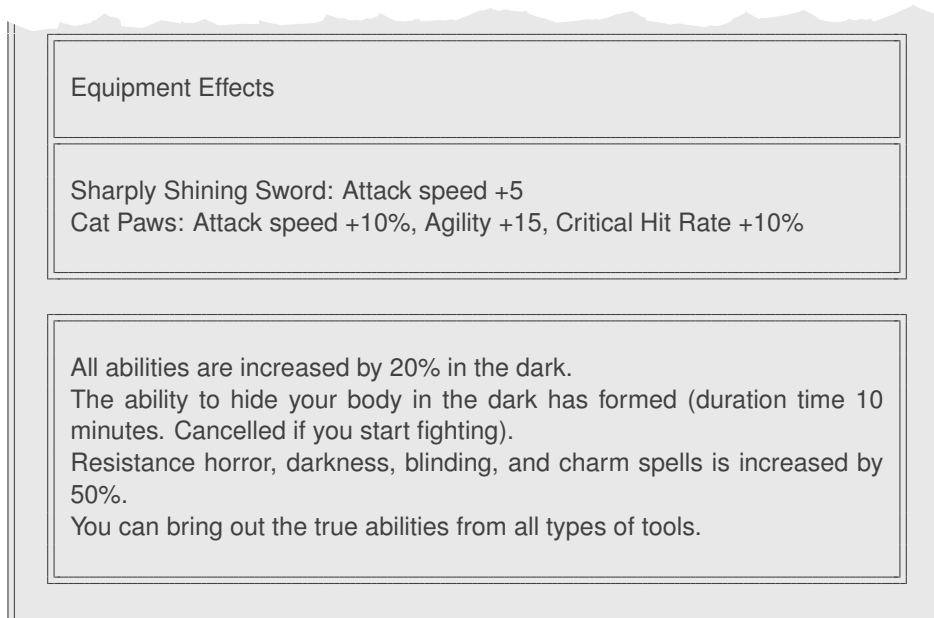 Equipment Effects
Sharply Shining Sword: Attack speed +5
Cat Paws: Attack speed +10%, Agility +15, Critical Hit Rate +10%
All abilities are increased by 20% in the dark.
The ability to hide your body in the dark has formed (duration time 10
minutes. Cancelled if you start fighting).
Resistance horror, darkness, blinding, and charm spells is increased by
50%.
You can bring out the true abilities from all types of tools.